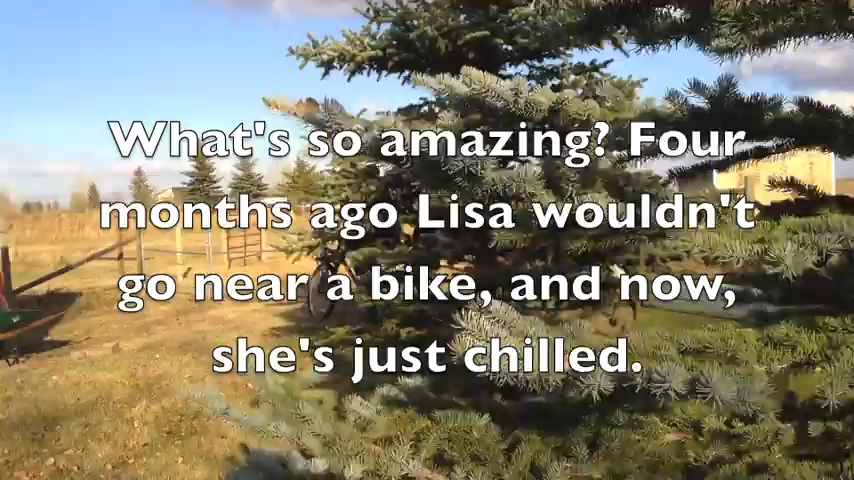 What's so amazing? Four
months ago Lisa wouldn't
go near a bike, and now,
she's just chilled.